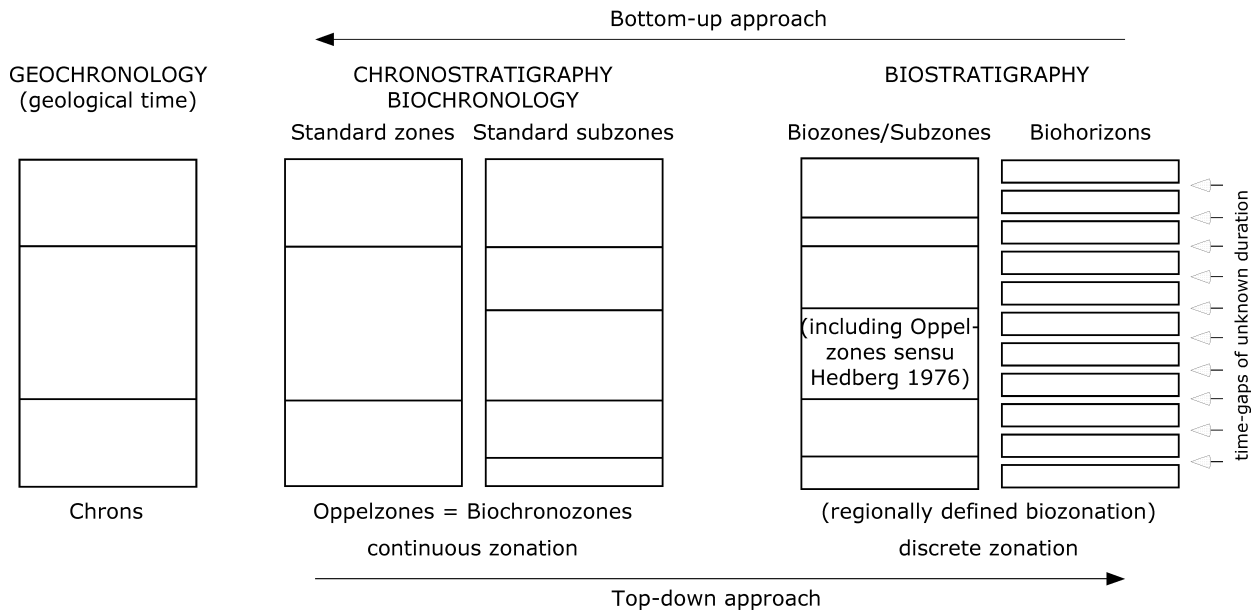 Bottom-up approach
GEOCHRONOLOGY
(geological time)
CHRONOSTRATIGRAPHY
BIOCHRONOLOGY
BIOSTRATIGRAPHY
Standard zones
Standard subzones
Biozones/Subzones
Biohorizons
(including Oppel-
zones sensu
Hedberg 1976)
time-gaps of unknown duration
Chrons
Oppelzones = Biochronozones
(regionally defined biozonation)
continuous zonation
discrete zonation
Top-down approach